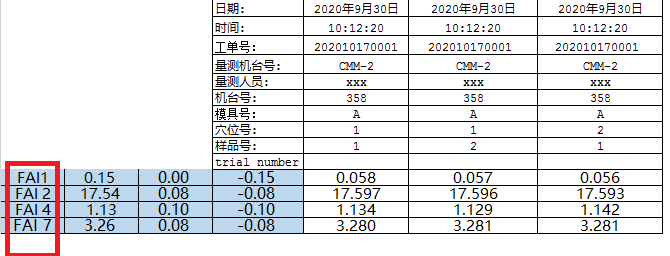 日期: 2020年9月30日 2020年9月30日 2020年9月30日
时间: 10:12:20 10:12:20 10:12:20
工单号: 202010170001 202010170001 202010170001
量测机台号: CMM-2 CMM-2 CMM-2
量测人员: xxx xxx xxx
机台号: 358 358 358
模具号: A A A
穴位号: 1 1 2
样品号: 1 2 1
trial number
FAI1 0.15 0.00 -0.15 0.058 0.057 0.056
FAI 2 17.54 0.08 -0.08 17.597 17.596 17.593
FAI 4 1.13 0.10 -0.10 1.134 1.129 1.142
FAI 7 3.26 0.08 -0.08 3.280 3.281 3.281